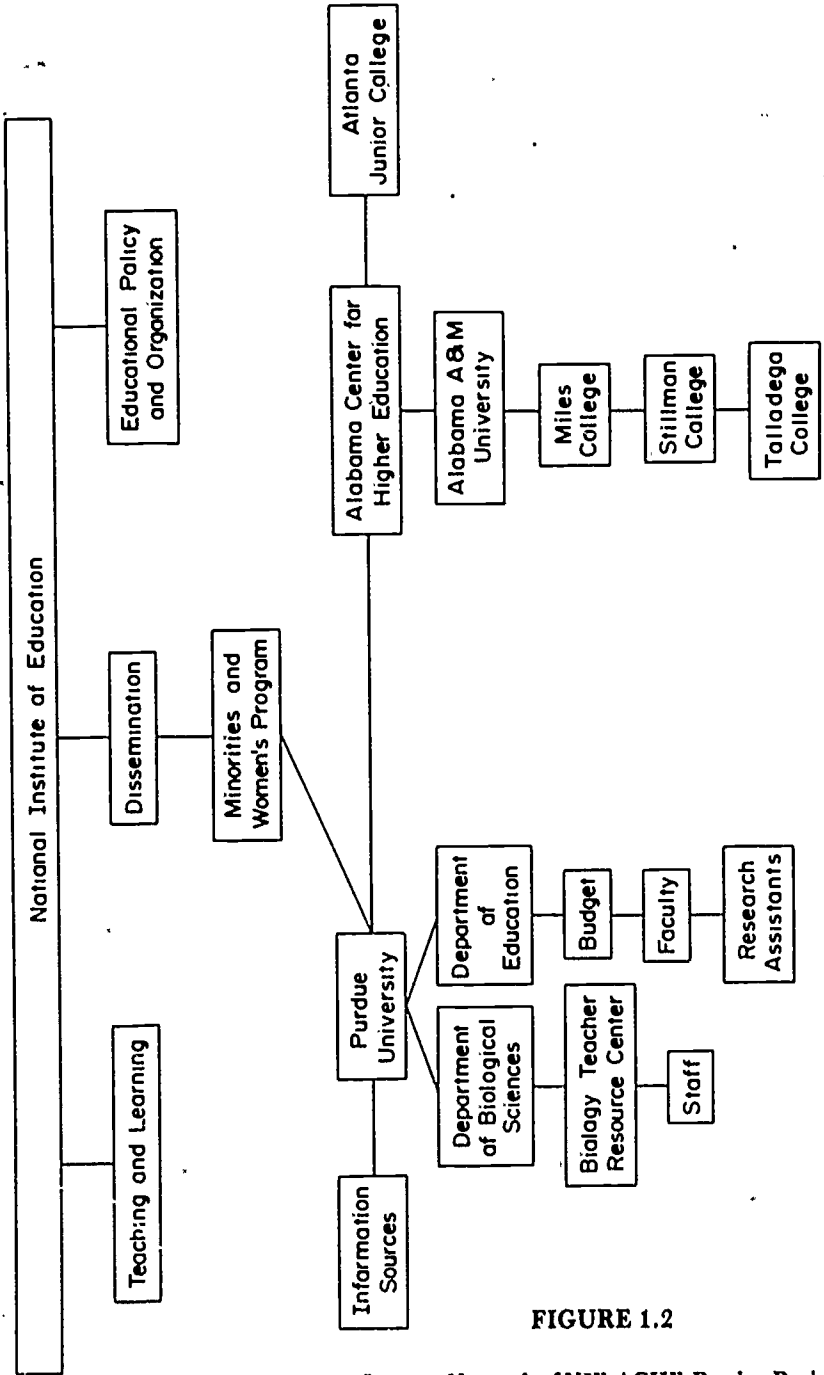 National Institute of Education
Teaching and Learning
Dissemination
Educational Policy
and Organization
Minorities and
Women's Program
Information
Sources
Purdue
University
Alabama Center for
Higher Education
Atlanta
Junior College
Department
of Biological
Sciences
Department
of
Education
Alabama A&M
University
Biology Teacher
Resource Center
Budget
Miles
College
Staff
Faculty
Stillman
College
Research
Assistants
Talladega
College
FIGURE 1.2